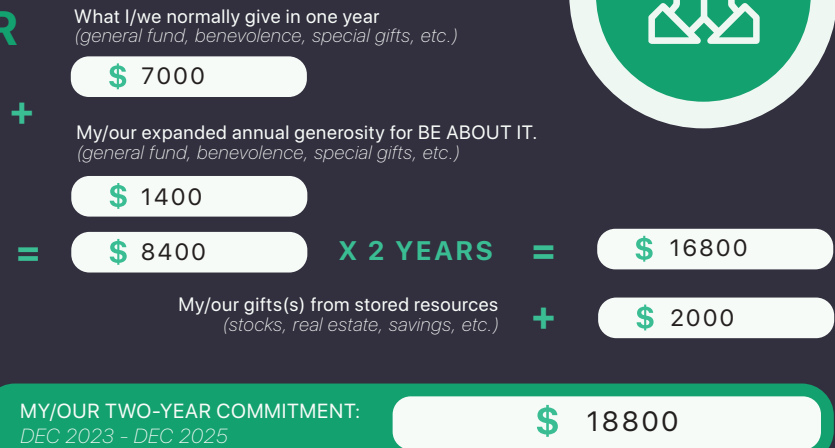 What I/we normally give in one year
R
(general fund, benevolence, special gifts, etc.)
$ 7000
+
My/our expanded annual generosity for BE ABOUT IT.
(general fund, benevolence, special gifts, etc.)
$ 1400
= $ 8400 X 2 YEARS = $ 16800
My/our gifts(s) from stored resources
(stocks, real estate, savings, etc.) + $ 2000
MY/OUR TWO-YEAR COMMITMENT: $ 18800
DEC 2023 - DEC 2025